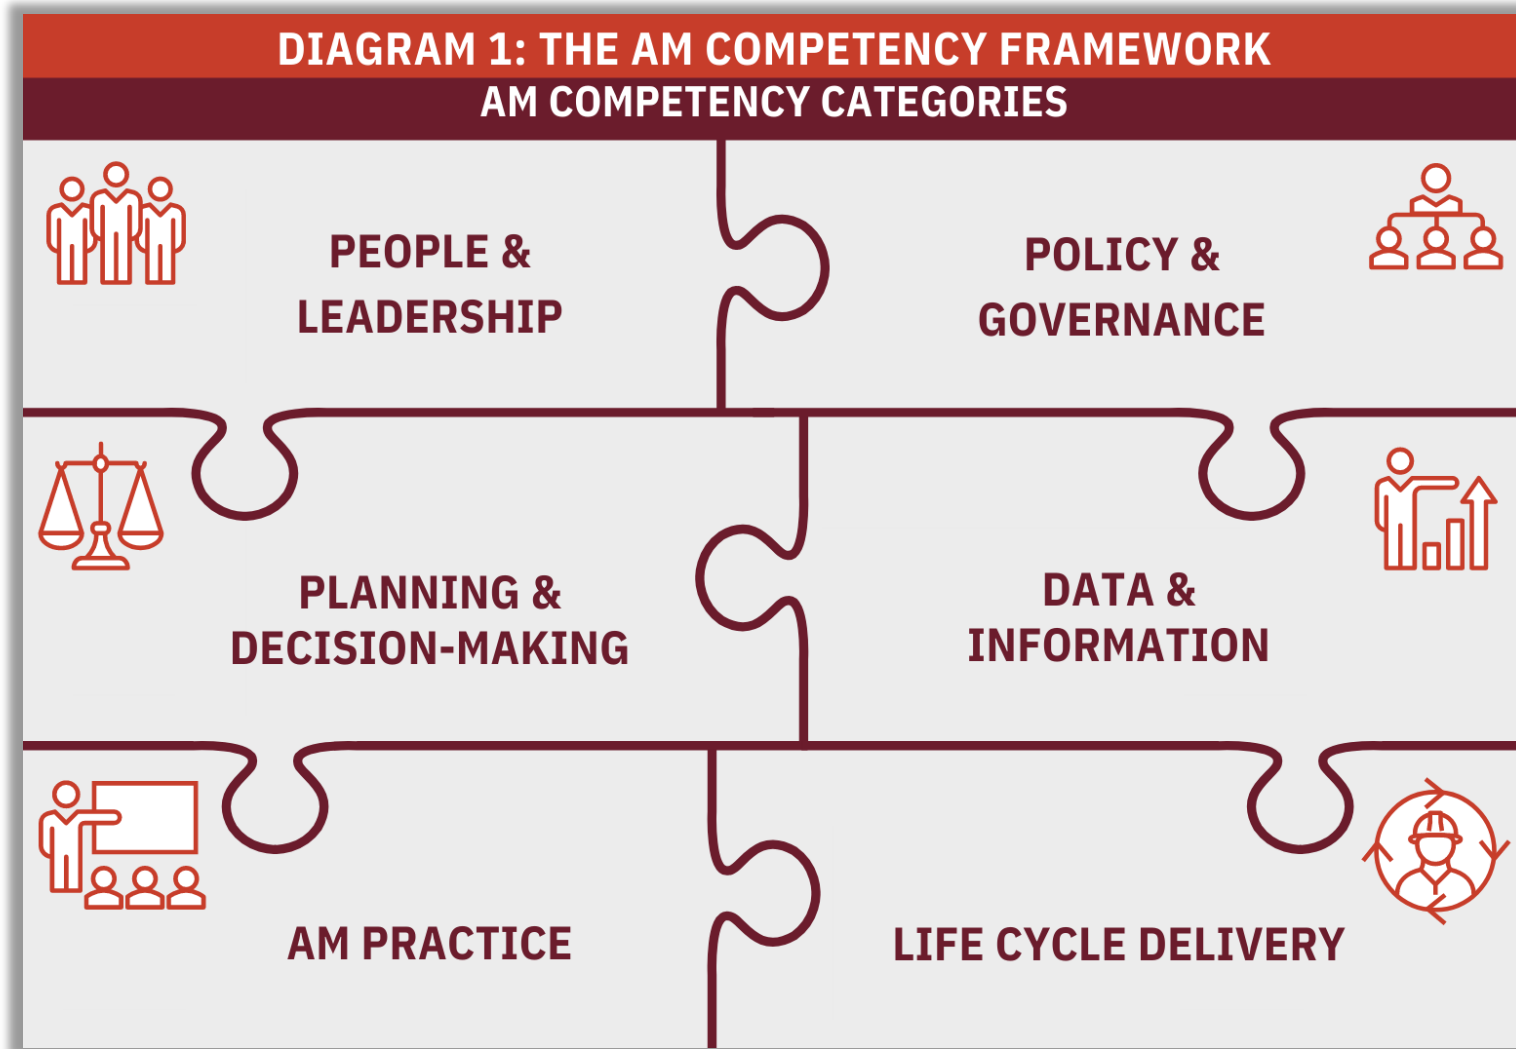 DIAGRAM 1: THE AM COMPETENCY FRAMEWORK
AM COMPETENCY CATEGORIES
PEOPLE &
LEADERSHIP
POLICY &
GOVERNANCE
PLANNING &
DECISION-MAKING
DATA &
INFORMATION
AM PRACTICE
LIFE CYCLE DELIVERY